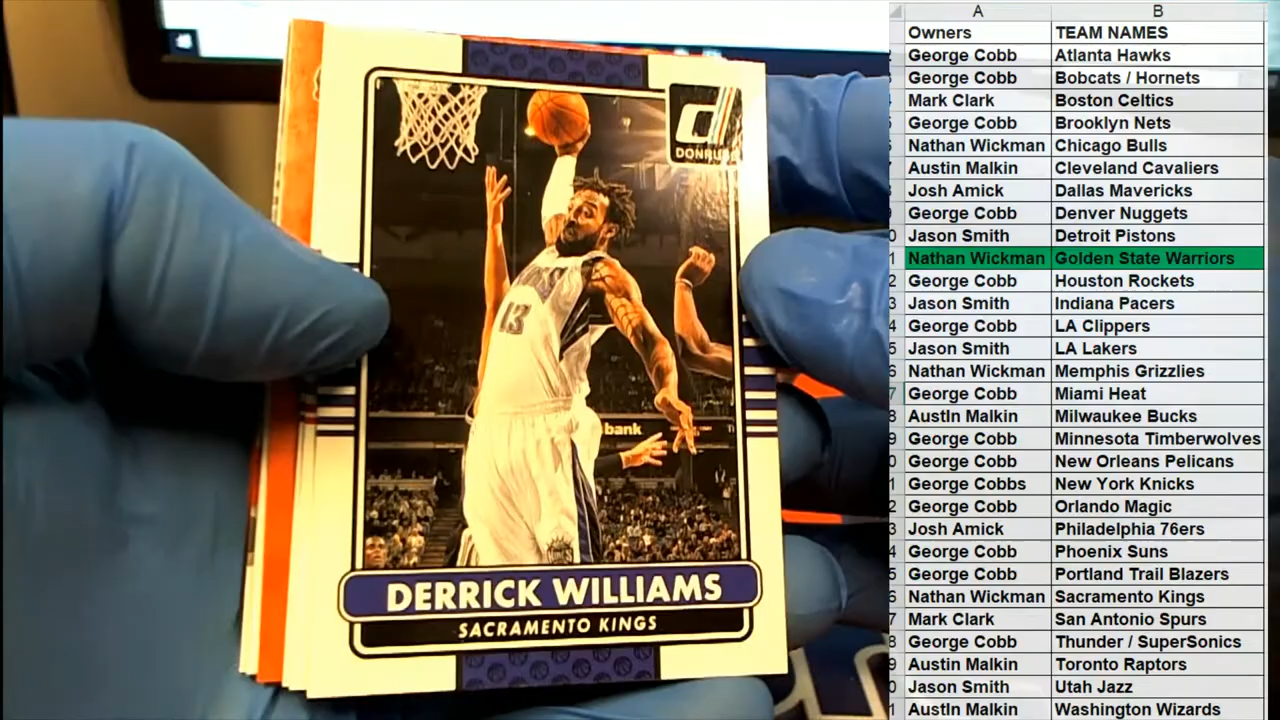 DONRUSS
13
bank
KINGS
DERRICK WILLIAMS
SACRAMENTO KINGS
A B
Owners TEAM NAMES
George Cobb Atlanta Hawks
George Cobb Bobcats / Hornets
Mark Clark Boston Celtics
George Cobb Brooklyn Nets
Nathan Wickman Chicago Bulls
Austin Malkin Cleveland Cavaliers
Josh Amick Dallas Mavericks
George Cobb Denver Nuggets
Jason Smith Detroit Pistons
Nathan Wickman Golden State Warriors
George Cobb Houston Rockets
Jason Smith Indiana Pacers
George Cobb LA Clippers
Jason Smith LA Lakers
Nathan Wickman Memphis Grizzlies
George Cobb Miami Heat
Austln Malkin Milwaukee Bucks
George Cobb Minnesota Timberwolves
George Cobb New Orleans Pelicans
George Cobbs New York Knicks
George Cobb Orlando Magic
Josh Amick Philadelphia 76ers
George Cobb Phoenix Suns
George Cobb Portland Trail Blazers
Nathan Wickman Sacramento Kings
Mark Clark San Antonio Spurs
George Cobb Thunder / SuperSonics
Austin Malkin Toronto Raptors
Jason Smith Utah Jazz
Austln Malkin Washington Wizards